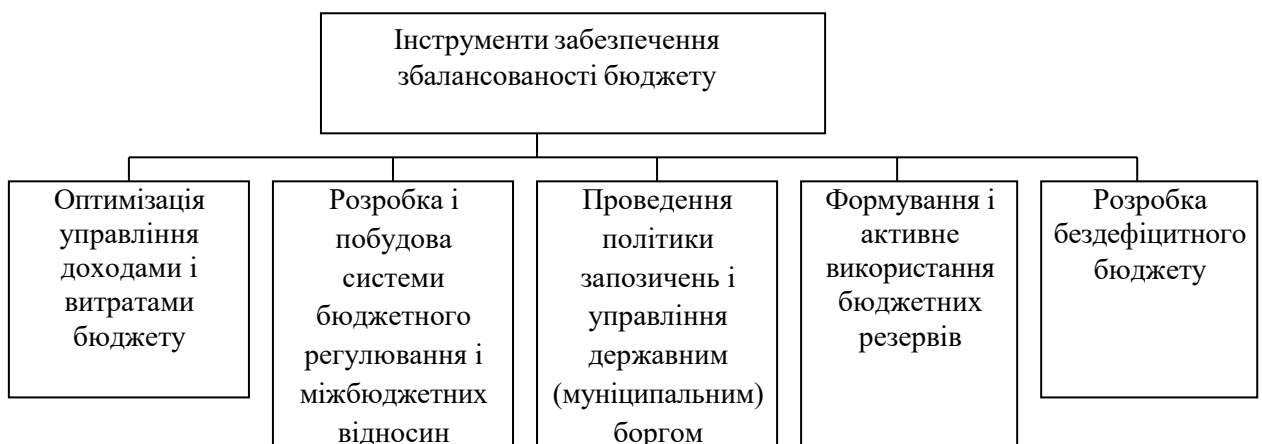 Інструменти забезпечення
збалансованості бюджету
Оптимізація
управління
доходами і
витратами
бюджету
Розробка і
побудова
системи
бюджетного
регулювання і
міжбюджетних
відносин
Проведення
політики
запозичень і
управління
державним
(муніципальним)
боргом
Формування і
активне
використання
бюджетних
резервів
Розробка
бездефіцитного
бюджету